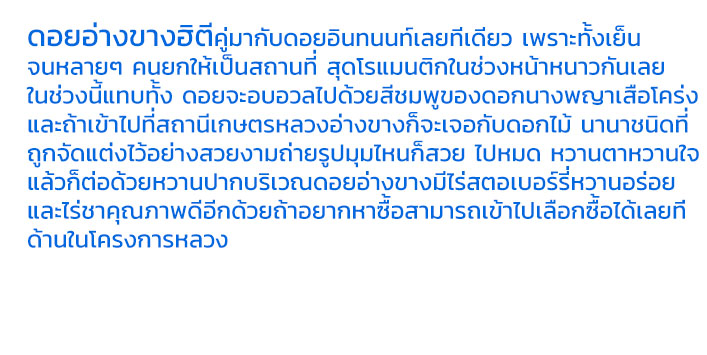 ดอยอ่างขางฮิตีคู่มากับดอยอินทนนท์เลยทีเดียว เพราะทั้งเย็น
จนหลายๆ คนยกให้เป็นสถานที่ สุดโรแมนติกในช่วงหน้าหนาวกันเลย
ในช่วงนี้แทบทั้ง ดอยจะอบอวลไปด้วยสีชมพูของดอกนางพญาเสือโคร่ง
และถ้าเข้าไปที่สถานีเกษตรหลวงอ่างขางก็จะเจอกับดอกไม้ นานาชนิดที่
ถูกจัดแต่งไว้อย่างสวยงามถ่ายรูปมุมไหนก็สวย ไปหมด หวานตาหวานใจ
แล้วก็ต่อด้วยหวานปากบริเวณดอยอ่างขางมีไร่สตอเบอร์รี่หวานอร่อย
และไร่ชาคุณภาพดีอีกด้วยถ้าอยากหาซื้อสามารถเข้าไปเลือกซื้อได้เลยที
ด้านในโครงการหลวง